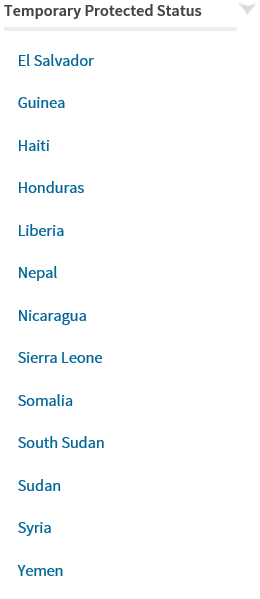 Temporary Protected Status
El Salvador
Guinea
Haiti
Honduras
Liberia
Nepal
Nicaragua
Sierra Leone
Somalia
South Sudan
Sudan
Syria
Yemen